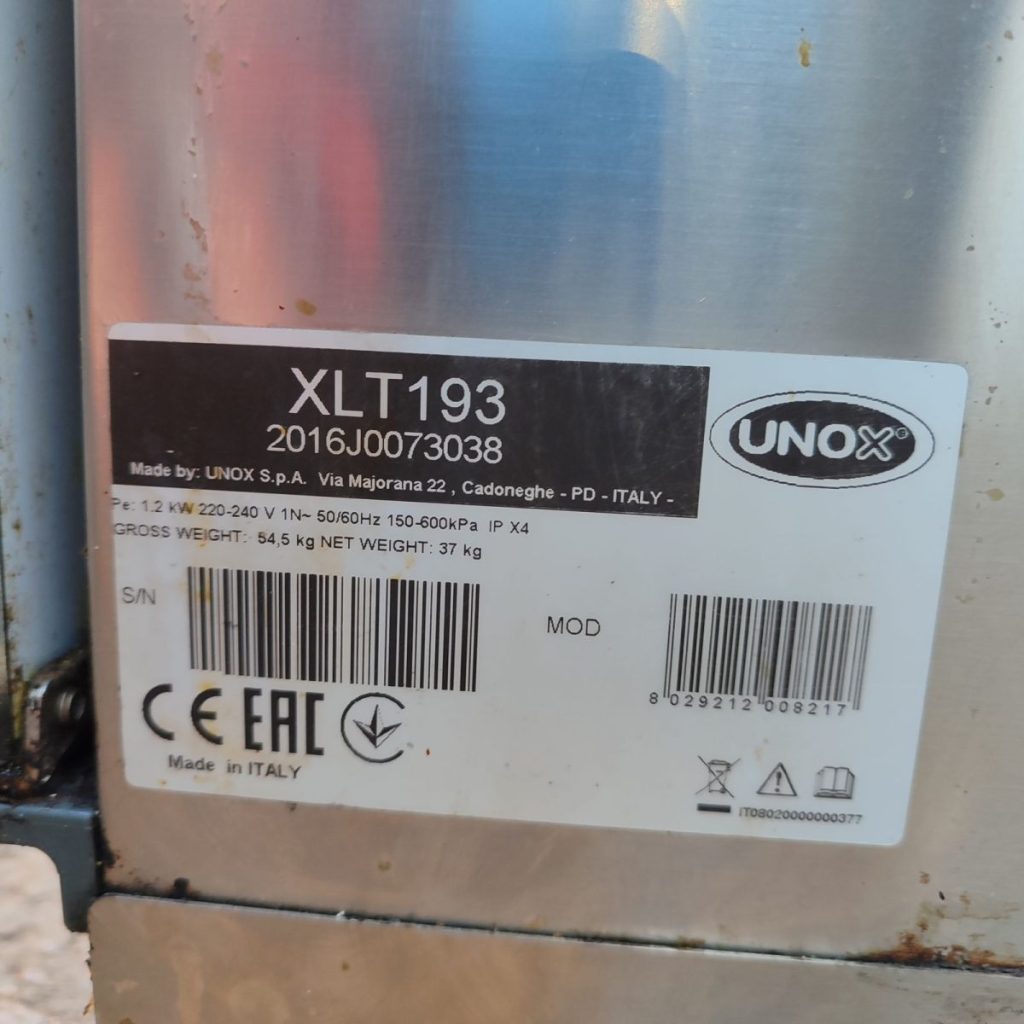 XLT193
2016J0073038
Made by: UNOX S.p.A. Via Majorana 22 , Cadoneghe - PD - ITALY -
UNOX®
Pe: 1.2 kW 220-240 V 1N~ 50/60Hz 150-600kPa IP X4
GROSS WEIGHT: 54,5 kg NET WEIGHT: 37 kg
S/N
MOD
8 029212 008217
CE EAC
Made in ITALY
IT08020000000377